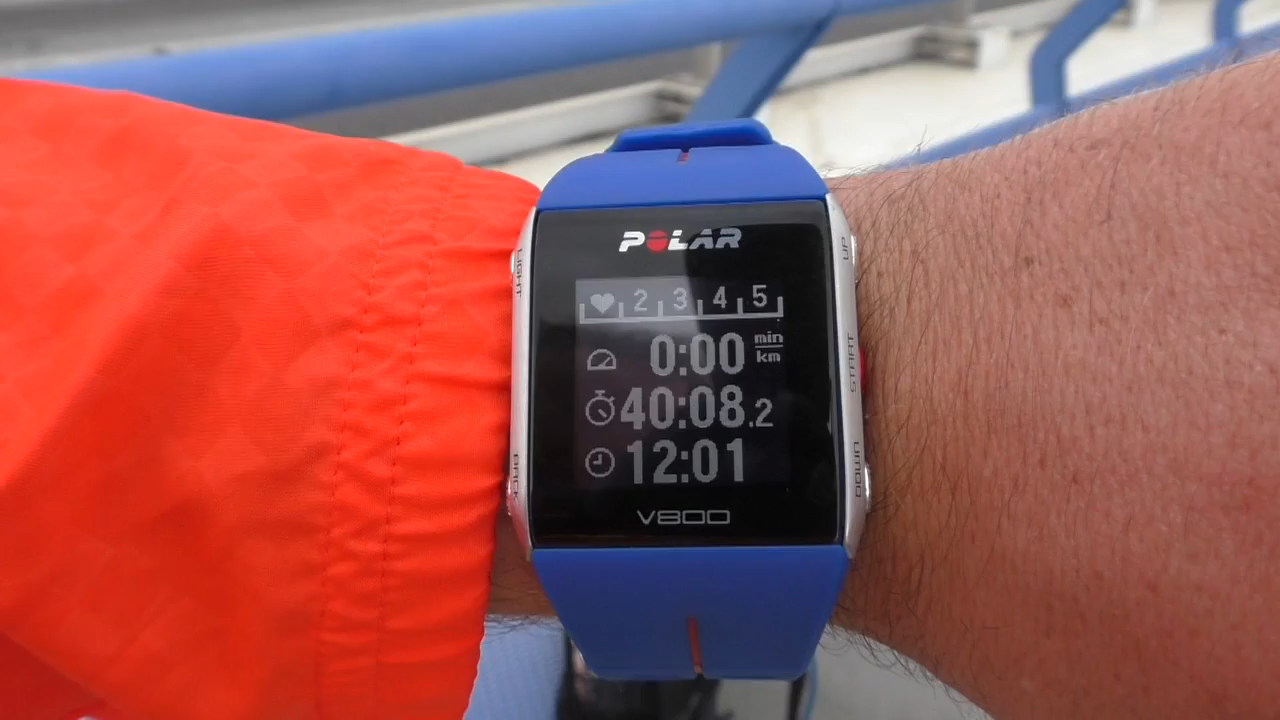 POLAR
LIGHT
UP
2 3 4 5
0:00 min/km
START
40:08.2
12:01
BACK
DOWN
V800